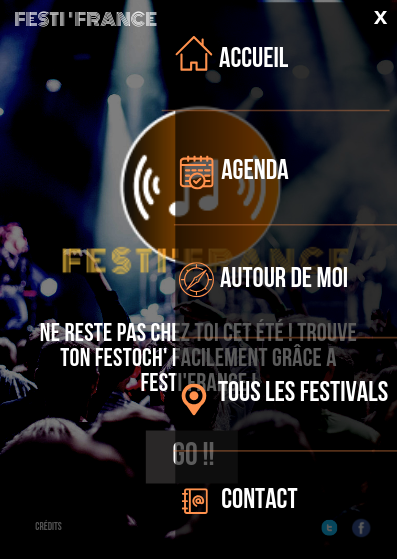 FESTI'FRANCE
X
ACCUEIL
AGENDA
FESTI'FRANCE
AUTOUR DE MOI
NE RESTE PAS CHEZ TOI CET ÉTÉ ! TROUVE
TON FESTOCH' FACILEMENT GRÂCE A
FESTI'FRANCE !
TOUS LES FESTIVALS
GO !!
CONTACT
CRÉDITS